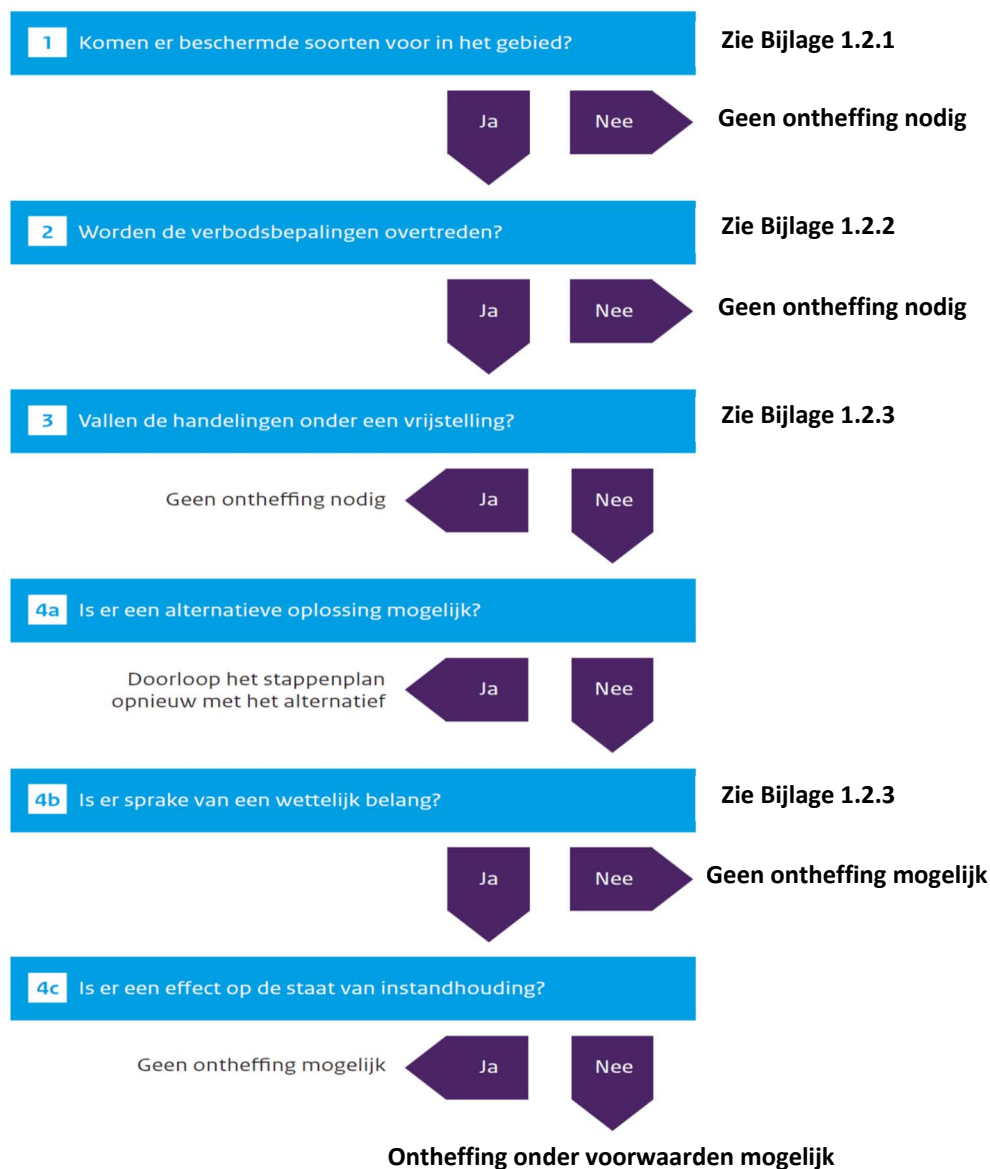 1 Komen er beschermde soorten voor in het gebied? Zie Bijlage 1.2.1
Ja Nee Geen ontheffing nodig
2 Worden de verbodsbepalingen overtreden? Zie Bijlage 1.2.2
Ja Nee Geen ontheffing nodig
3 Vallen de handelingen onder een vrijstelling? Zie Bijlage 1.2.3
Geen ontheffing nodig Ja Nee
4a Is er een alternatieve oplossing mogelijk?
Doorloop het stappenplan
opnieuw met het alternatief Ja Nee
4b Is er sprake van een wettelijk belang? Zie Bijlage 1.2.3
Ja Nee Geen ontheffing mogelijk
4c Is er een effect op de staat van instandhouding?
Geen ontheffing mogelijk Ja Nee
Ontheffing onder voorwaarden mogelijk